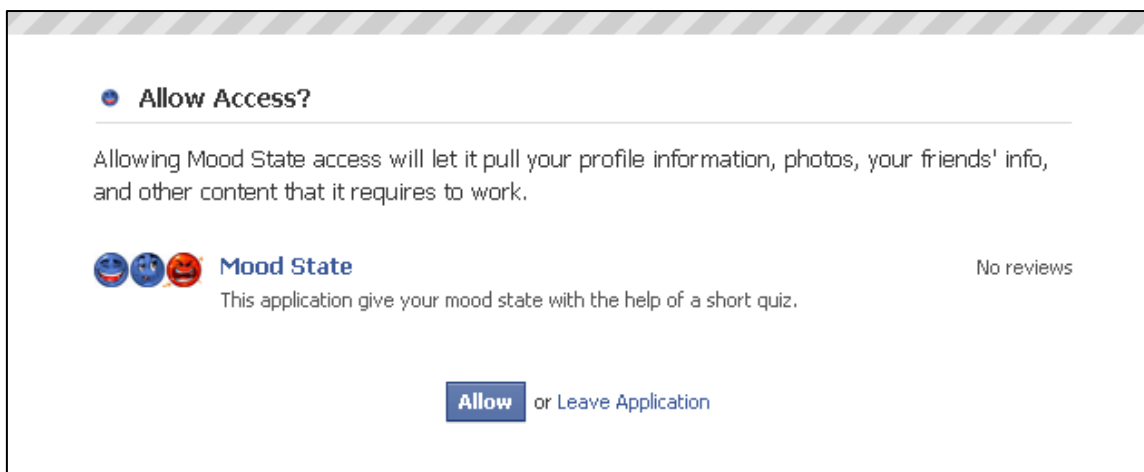 Allow Access?
Allowing Mood State access will let it pull your profile information, photos, your friends' info,
and other content that it requires to work.
Mood State
No reviews
This application give your mood state with the help of a short quiz.
Allow or Leave Application